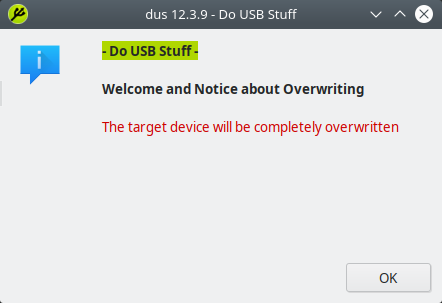 dus 12.3.9 - Do USB Stuff
- Do USB Stuff -
Welcome and Notice about Overwriting
The target device will be completely overwritten
OK